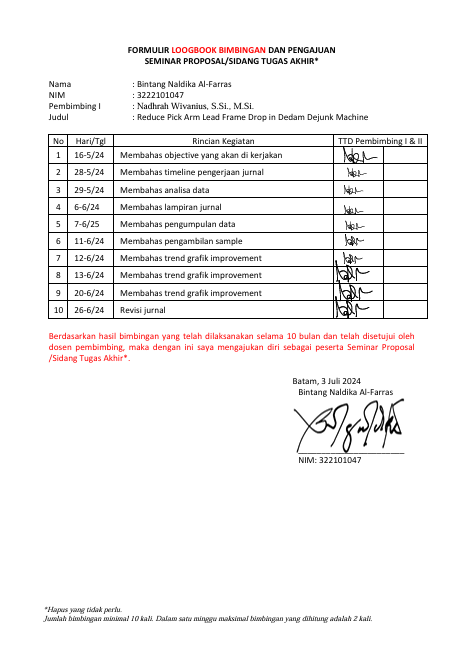 FORMULIR LOOGBOOK BIMBINGAN DAN PENGAJUAN
SEMINAR PROPOSAL/SIDANG TUGAS AKHIR*
Nama : Bintang Naldika Al-Farras
NIM : 3222101047
Pembimbing I : Nadhrah Wivanius, S.Si., M.Si.
Judul : Reduce Pick Arm Lead Frame Drop in Dedam Dejunk Machine
No Hari/Tgl Rincian Kegiatan TTD Pembimbing I & II
1 16-5/24 Membahas objective yang akan di kerjakan
2 28-5/24 Membahas timeline pengerjaan jurnal
3 29-5/24 Membahas analisa data
4 6-6/24 Membahas lampiran jurnal
5 7-6/25 Membahas pengumpulan data
6 11-6/24 Membahas pengambilan sample
7 12-6/24 Membahas trend grafik improvement
8 13-6/24 Membahas trend grafik improvement
9 20-6/24 Membahas trend grafik improvement
10 26-6/24 Revisi jurnal
Berdasarkan hasil bimbingan yang telah dilaksanakan selama 10 bulan dan telah disetujui oleh
dosen pembimbing, maka dengan ini saya mengajukan diri sebagai peserta Seminar Proposal
/Sidang Tugas Akhir*.
Batam, 3 Juli 2024
Bintang Naldika Al-Farras
NIM: 322101047
*Hapus yang tidak perlu.
Jumlah bimbingan minimal 10 kali. Dalam satu minggu maksimal bimbingan yang dihitung adalah 2 kali.